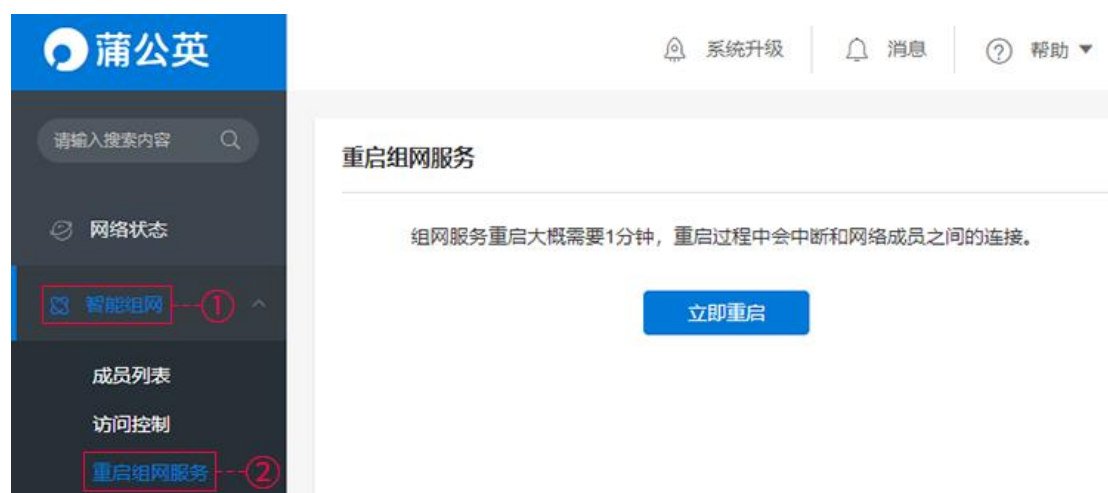 蒲公英
系统升级
消息
帮助
请输入搜索内容
重启组网服务
网络状态
组网服务重启大概需要1分钟，重启过程中会中断和网络成员之间的连接。
智能组网
①
立即重启
成员列表
访问控制
重启组网服务
②